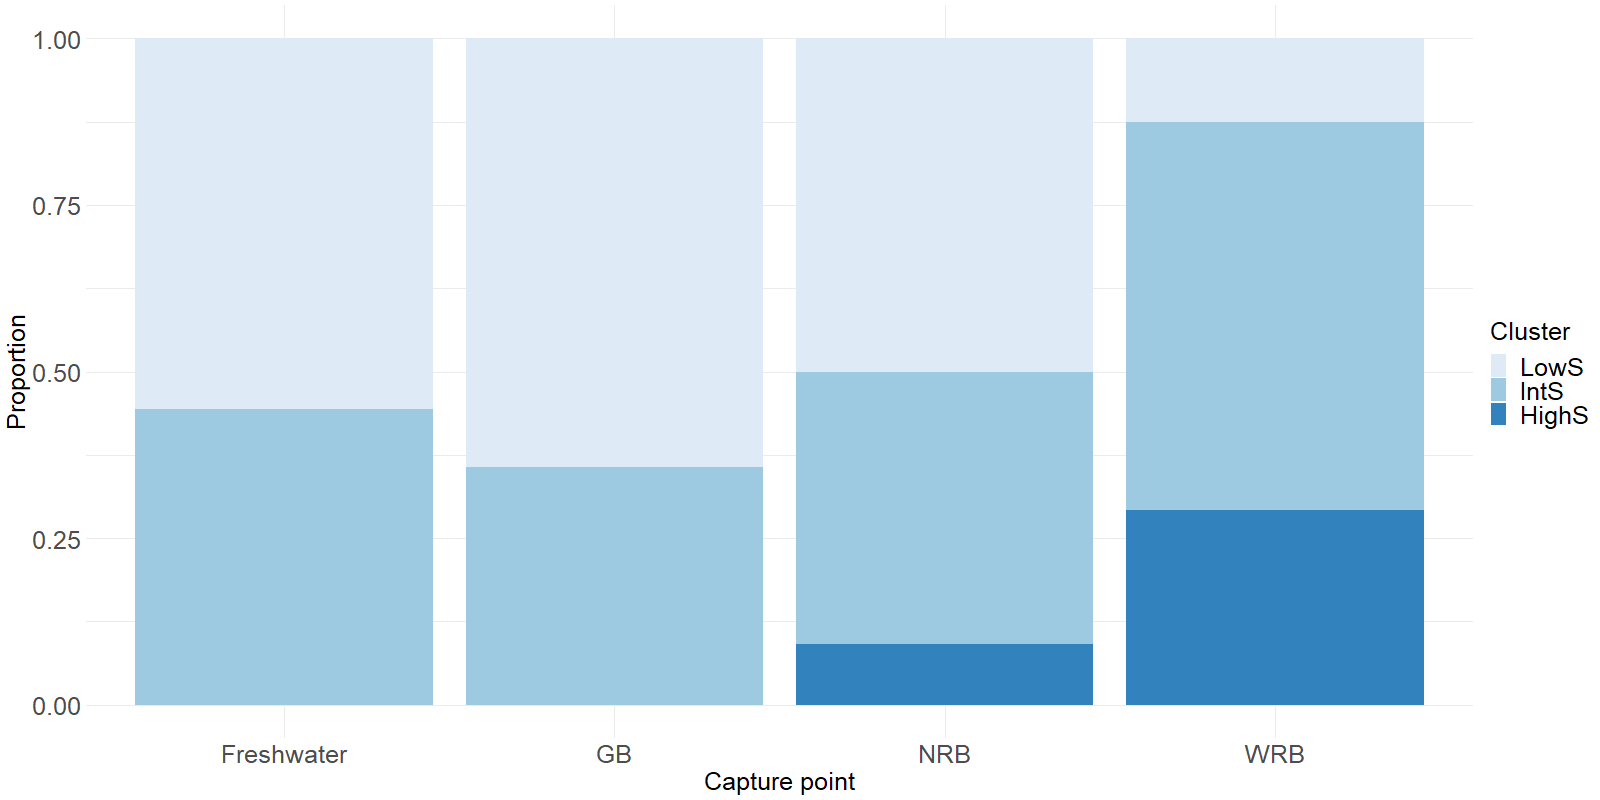 1.00
0.75
0.50
0.25
0.00
Proportion
Freshwater GB NRB WRB
Capture point
Cluster
LowS
IntS
HighS